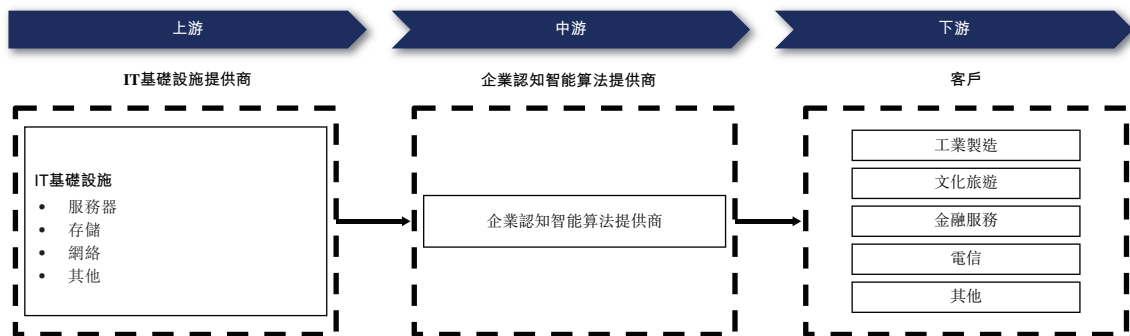 上游
中游
下游
IT基礎設施提供商
企業認知智能算法提供商
客戶
IT基礎設施
• 服務器
• 存儲
• 網絡
• 其他
企業認知智能算法提供商
工業製造
文化旅遊
金融服務
電信
其他